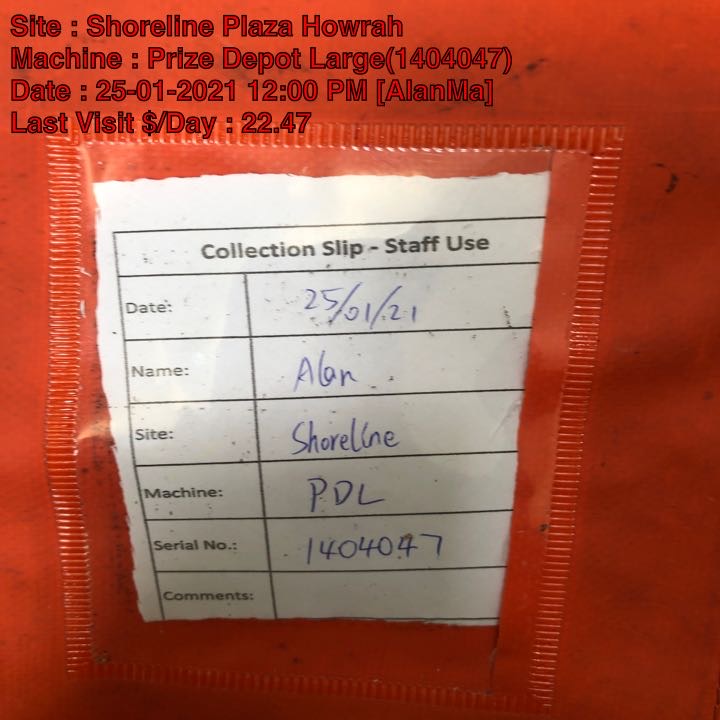 Site : Shoreline Plaza Howrah
Machine : Prize Depot Large(1404047)
Date : 25-01-2021 12:00 PM [AlanMa]
Last Visit $/Day : 22.47
Collection Slip - Staff Use
Date: 25/01/21
Name: Alan
Site: Shoreline
Machine: PDL
Serial No.: 1404047
Comments: